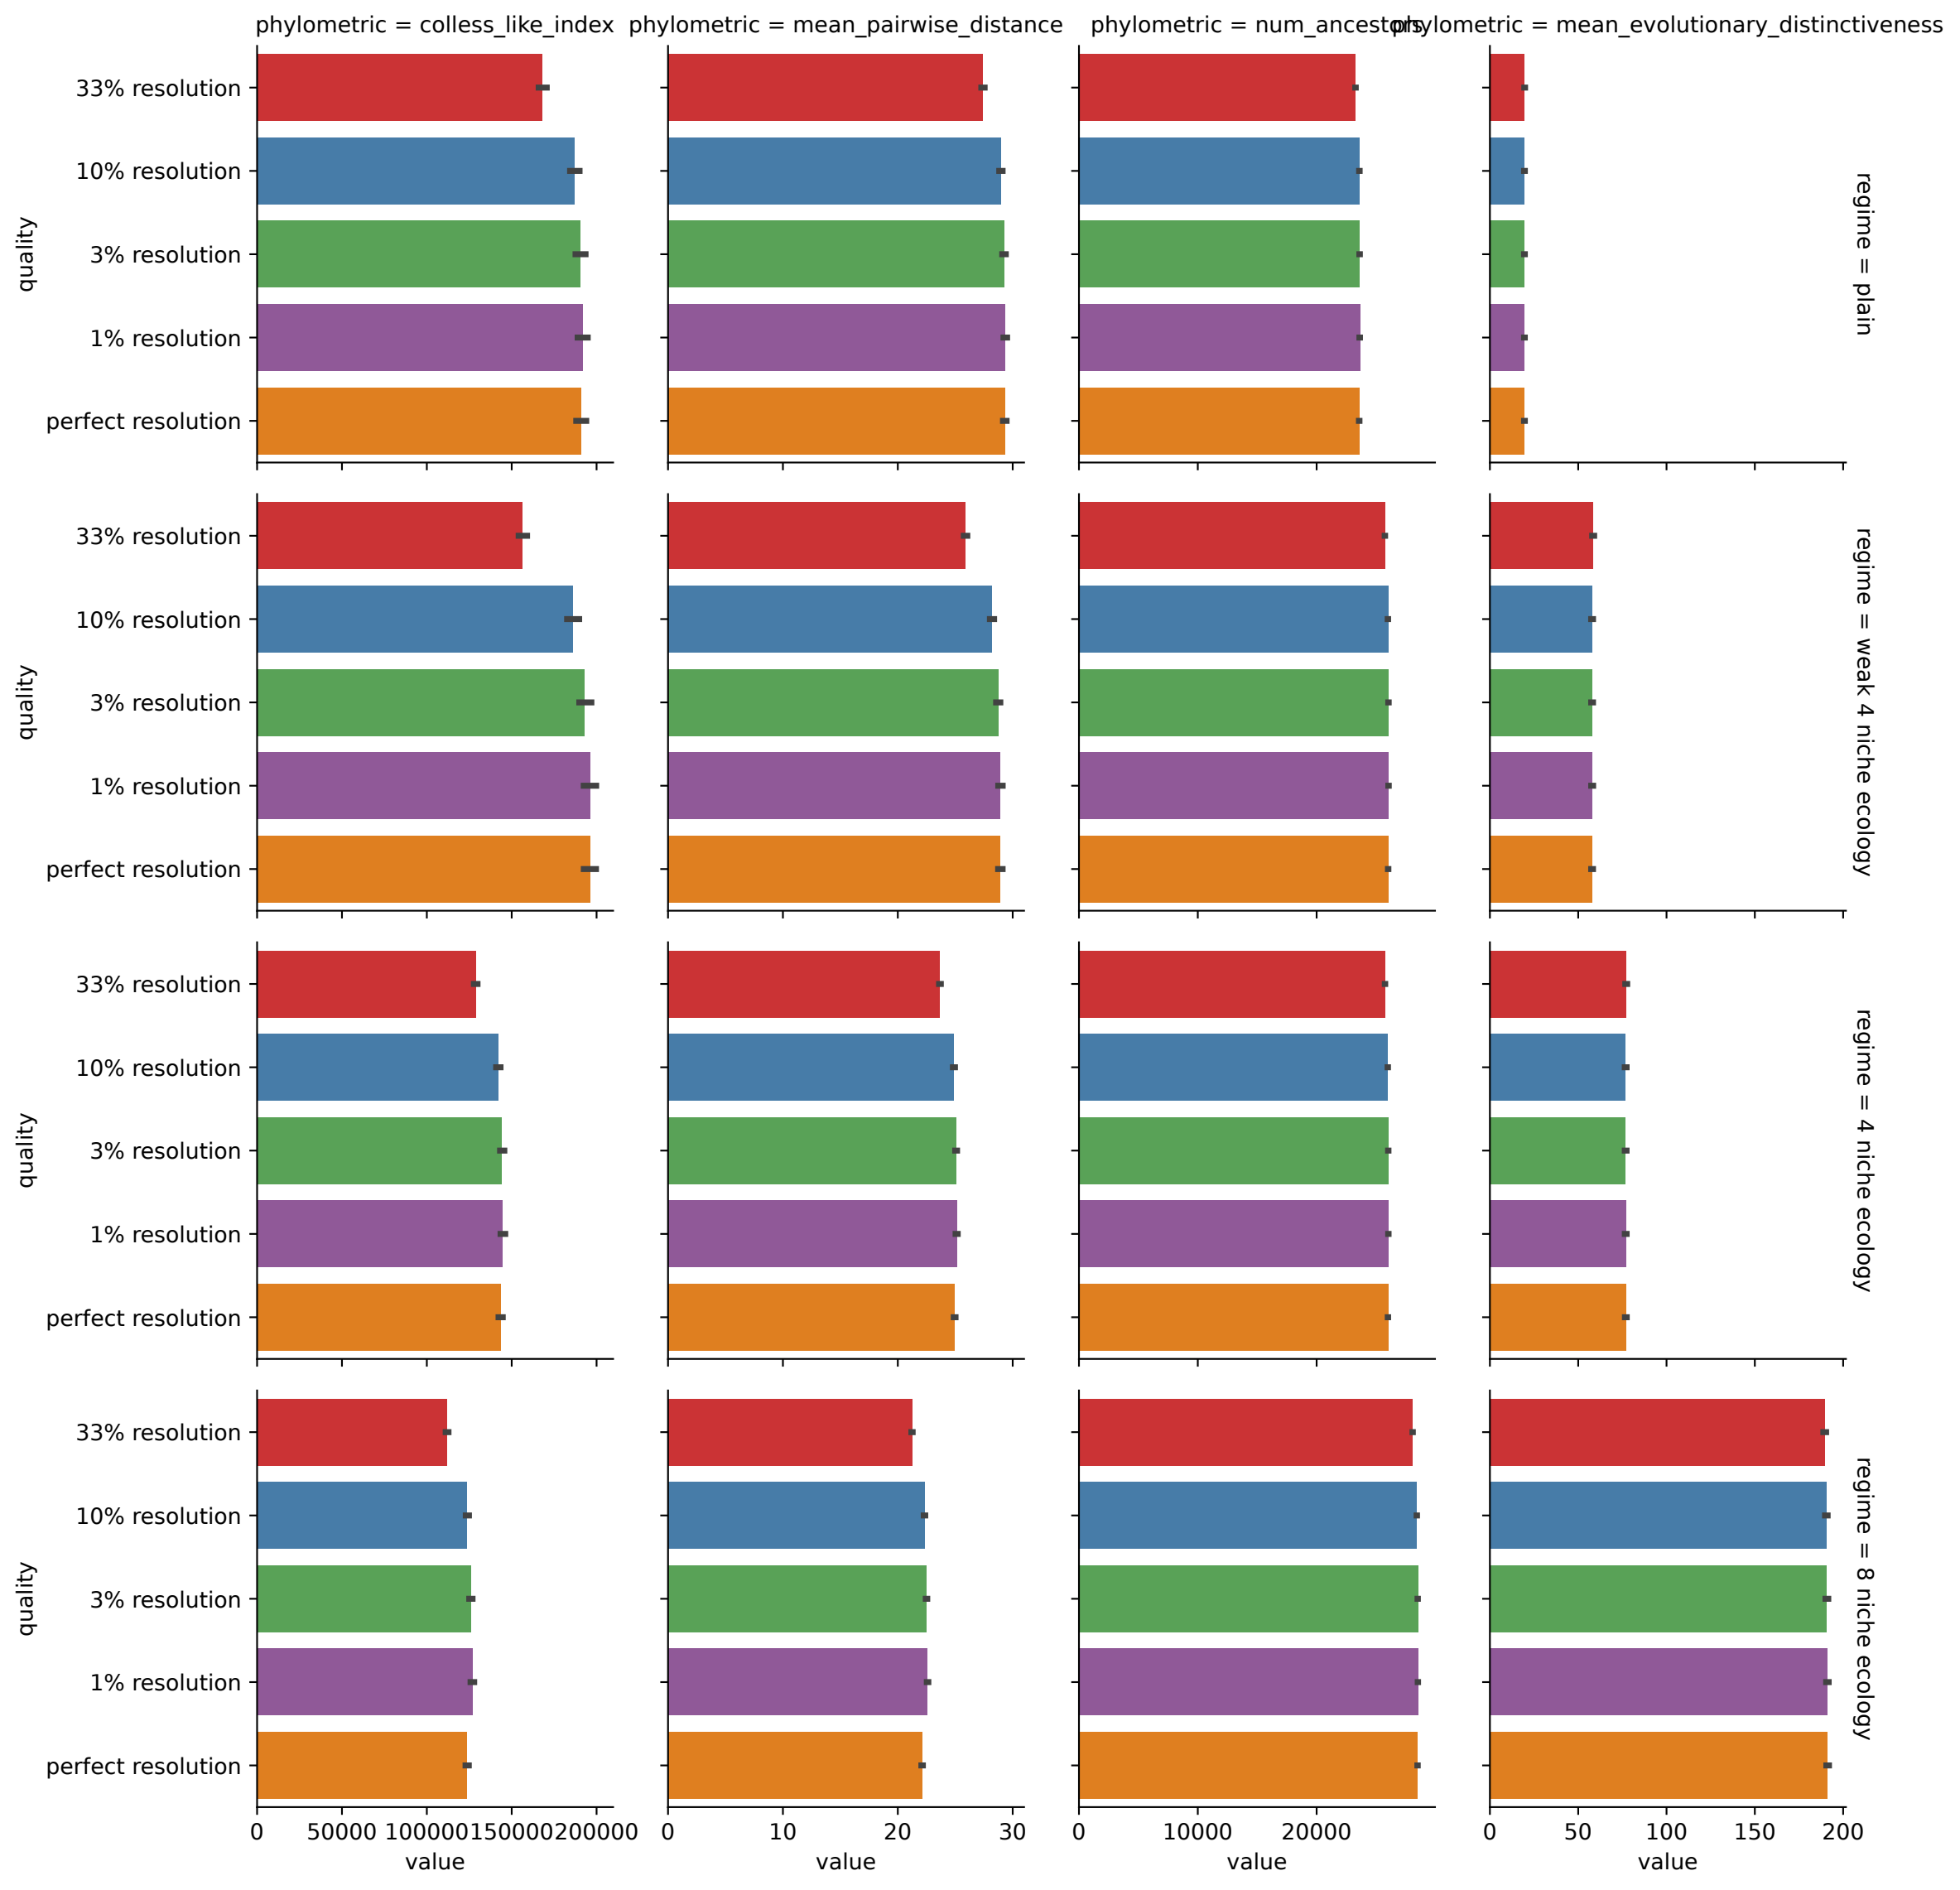 phylometric = colless_like_index
phylometric = mean_pairwise_distance
phylometric = num_ancestors
phylometric = mean_evolutionary_distinctiveness
quality
33% resolution
10% resolution
3% resolution
1% resolution
perfect resolution
regime = plain
quality
33% resolution
10% resolution
3% resolution
1% resolution
perfect resolution
regime = weak 4 niche ecology
quality
33% resolution
10% resolution
3% resolution
1% resolution
perfect resolution
regime = 4 niche ecology
quality
33% resolution
10% resolution
3% resolution
1% resolution
perfect resolution
regime = 8 niche ecology
0 50000 100000 150000 200000
value
0 10 20 30
value
0 10000 20000
value
0 50 100 150 200
value